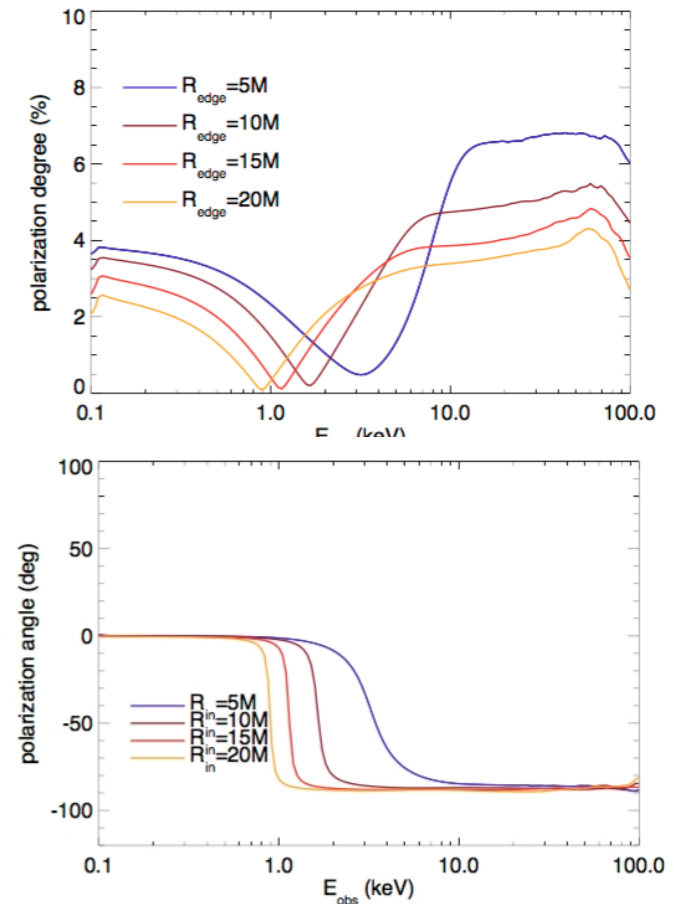 10
8
6
4
2
0
polarization degree (%)
R_edge=5M
R_edge=10M
R_edge=15M
R_edge=20M
0.1 1.0 10.0 100.0
(keV)
100
50
0
-50
-100
polarization angle (deg)
R_in=5M
R_in=10M
R_in=15M
R_in=20M
0.1 1.0 10.0 100.0
E_obs (keV)